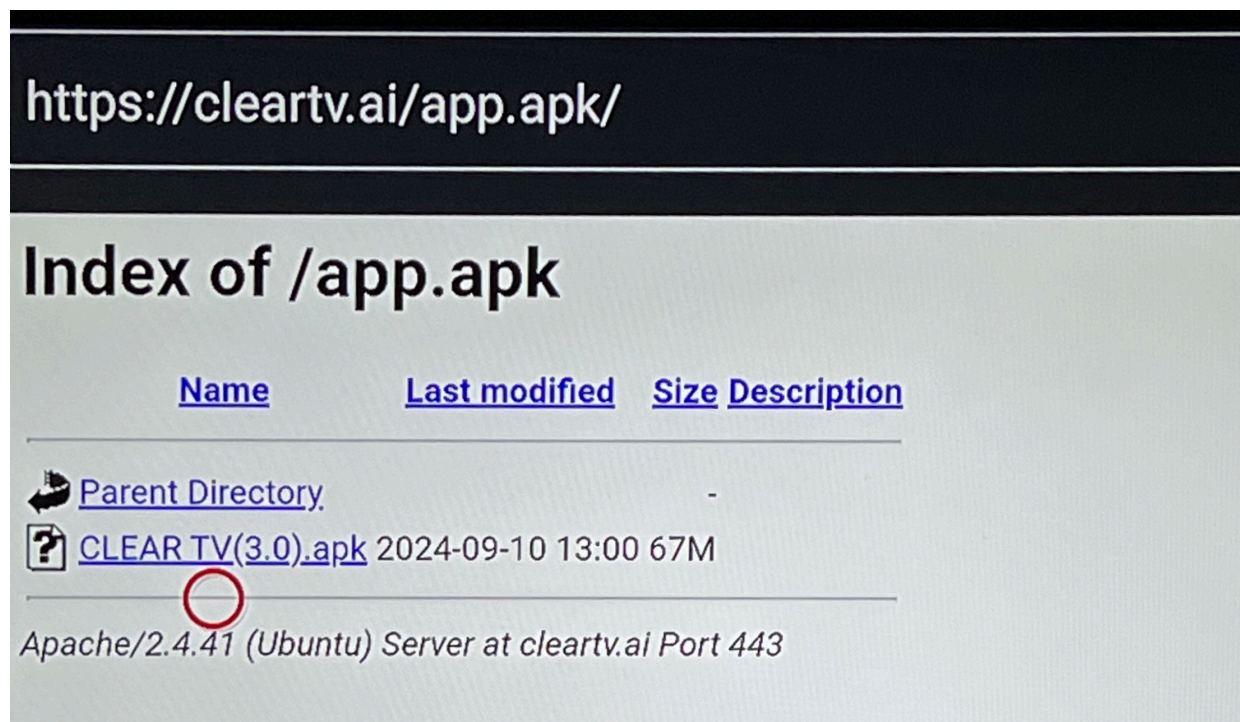 https://cleartv.ai/app.apk/
Index of /app.apk
Name Last modified Size Description
Parent Directory -
CLEAR TV(3.0).apk 2024-09-10 13:00 67M
Apache/2.4.41 (Ubuntu) Server at cleartv.ai Port 443